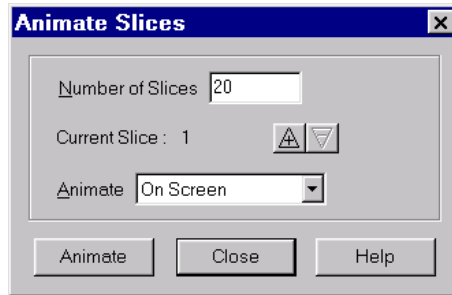 Animate Slices
Number of Slices 20
Current Slice : 1
Animate On Screen
Animate Close Help